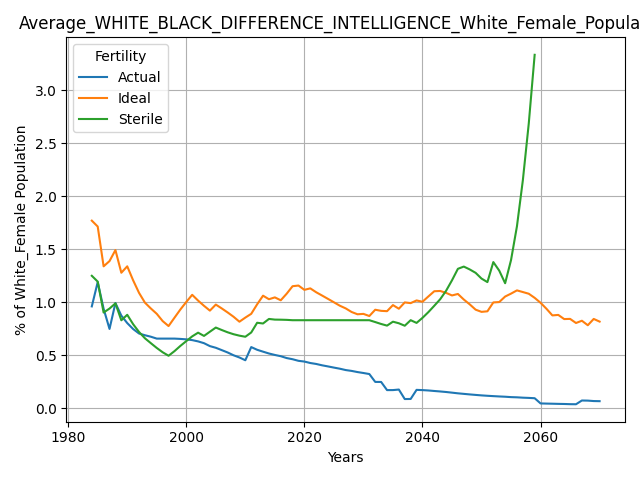 Average_WHITE_BLACK_DIFFERENCE_INTELLIGENCE_White_Female_Popula
Fertility
Actual
Ideal
Sterile
% of White_Female Population
3.0
2.5
2.0
1.5
1.0
0.5
0.0
1980
2000
2020
2040
2060
Years